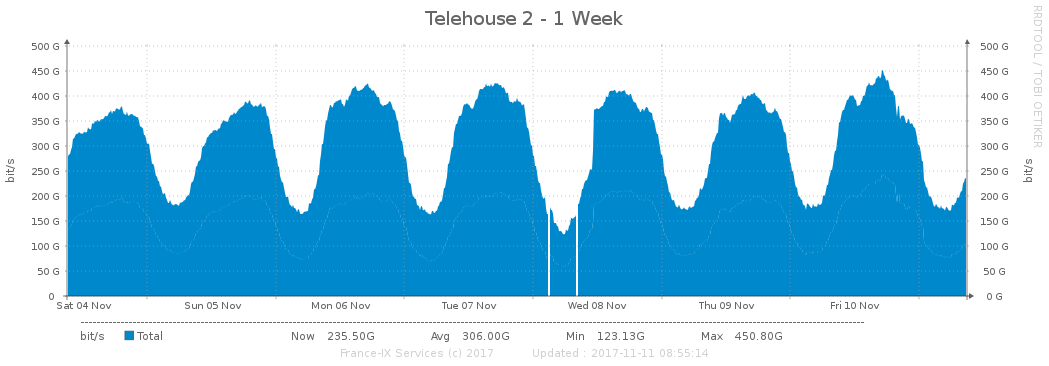 Telehouse 2 - 1 Week
RRDTOOL / TOBI OETIKER
500 G 500 G
450 G 450 G
400 G 400 G
350 G 350 G
300 G 300 G
250 G 250 G
200 G 200 G
150 G 150 G
100 G 100 G
50 G 50 G
0 0 G
bit/s
bit/s
Sat 04 Nov Sun 05 Nov Mon 06 Nov Tue 07 Nov Wed 08 Nov Thu 09 Nov Fri 10 Nov
bit/s Total Now 235.50G Avg 306.00G Min 123.13G Max 450.80G
France-IX Services (c) 2017 Updated : 2017-11-11 08:55:14